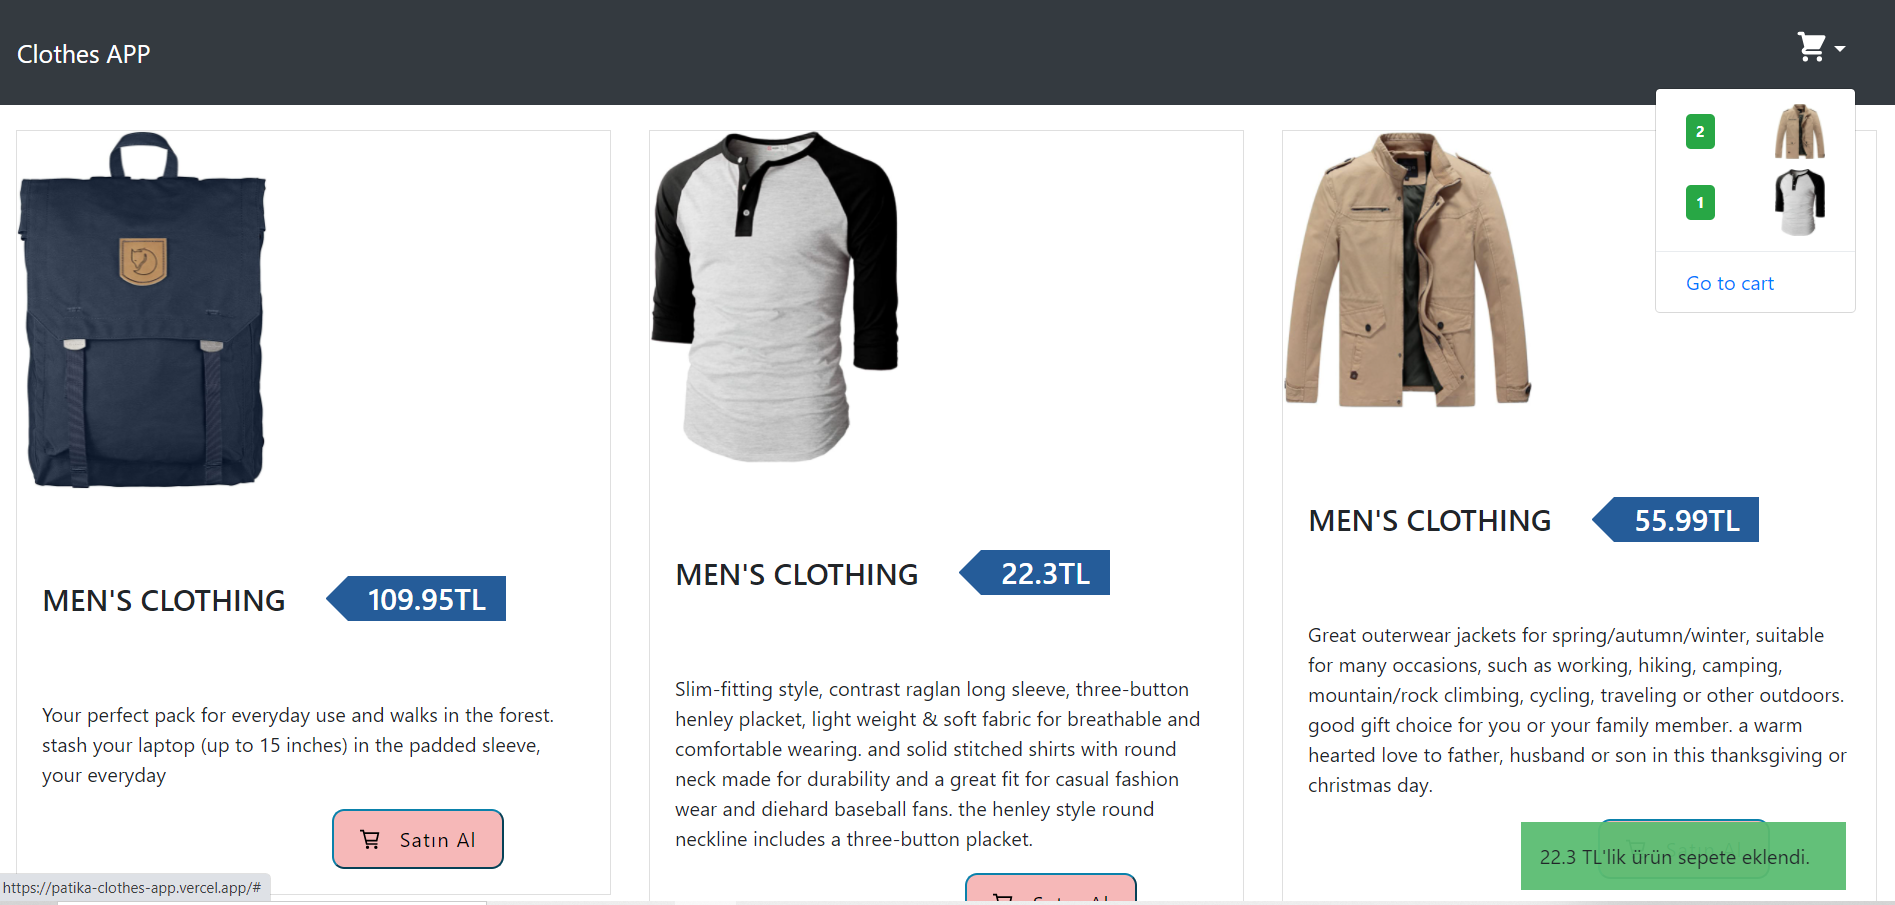 Clothes APP
2
1
Go to cart
MEN'S CLOTHING
109.95TL
Your perfect pack for everyday use and walks in the forest.
stash your laptop (up to 15 inches) in the padded sleeve,
your everyday
Satın Al
MEN'S CLOTHING
22.3TL
Slim-fitting style, contrast raglan long sleeve, three-button
henley placket, light weight & soft fabric for breathable and
comfortable wearing. and solid stitched shirts with round
neck made for durability and a great fit for casual fashion
wear and diehard baseball fans. the henley style round
neckline includes a three-button placket.
Satın Al
MEN'S CLOTHING
55.99TL
Great outerwear jackets for spring/autumn/winter, suitable
for many occasions, such as working, hiking, camping,
mountain/rock climbing, cycling, traveling or other outdoors.
good gift choice for you or your family member. a warm
hearted love to father, husband or son in this thanksgiving or
christmas day.
22.3 TL'lik ürün sepete eklendi.
https://patika-clothes-app.vercel.app/#